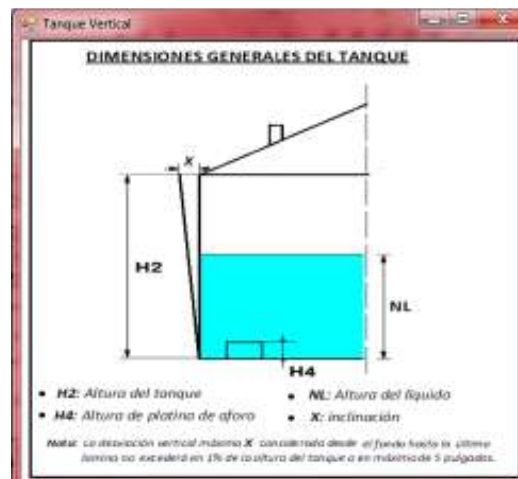 Tanque Vertical
DIMENSIONES GENERALES DEL TANQUE
X
H2
NL
H4
• H2: Altura del tanque
• NL: Altura del líquido
• H4: Altura de platina de aforo
• X: inclinación
Nota: La desviación vertical máxima X considerada desde el fondo hasta la última
lamina no excederá en 1% de la altura del tanque o en máximo de 5 pulgadas.